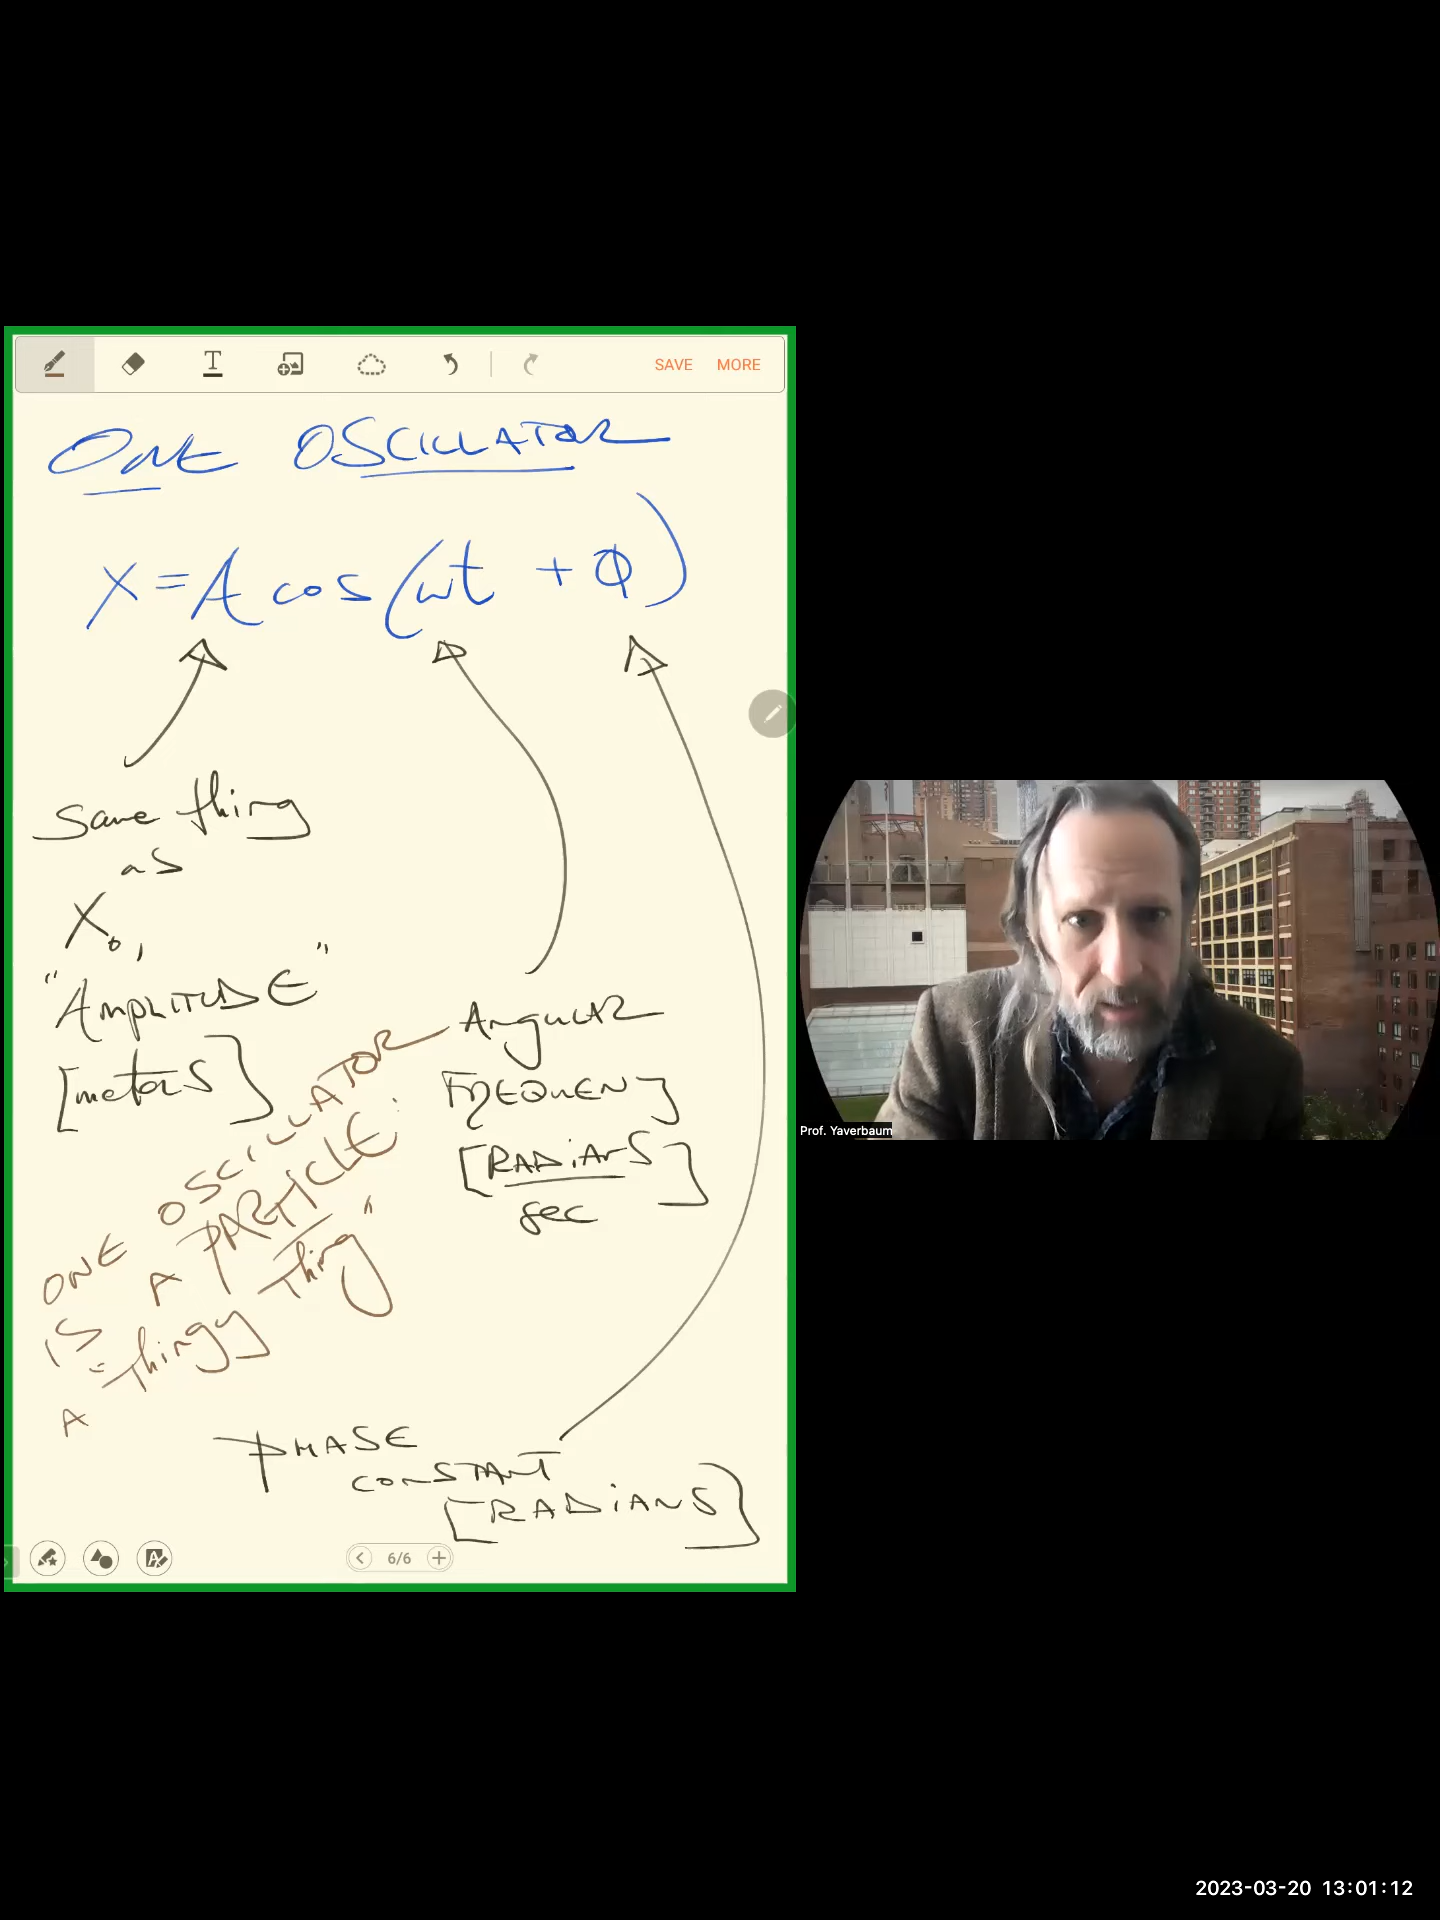 T
SAVE
MORE
ONE OSCILLATOR
X = A cos(ωt + Φ)
Same thing
as
X₀,
"AMPLITUDE"
[meters]
Angular
FREQUENCY
[RADIANS
sec]
ONE OSCILLATOR
IS A PARTICLE:
A "Thingy Thing"
PHASE
CONSTANT
[RADIANS]
6/6
Prof. Yaverbaum
2023-03-20 13:01:12